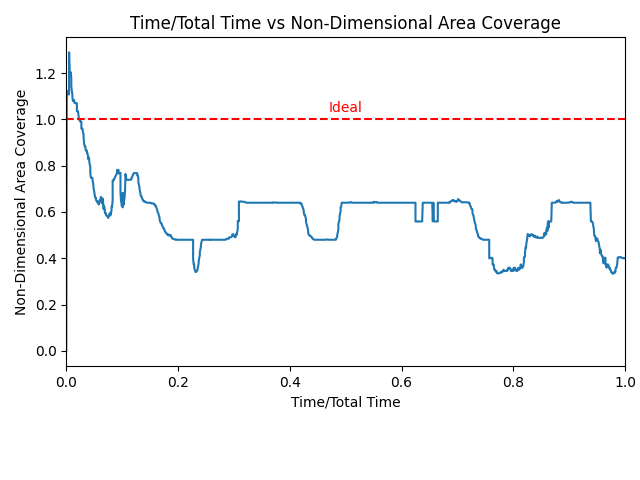 Time/Total Time vs Non-Dimensional Area Coverage
Non-Dimensional Area Coverage
1.2
1.0
0.8
0.6
0.4
0.2
0.0
Ideal
0.0 0.2 0.4 0.6 0.8 1.0
Time/Total Time